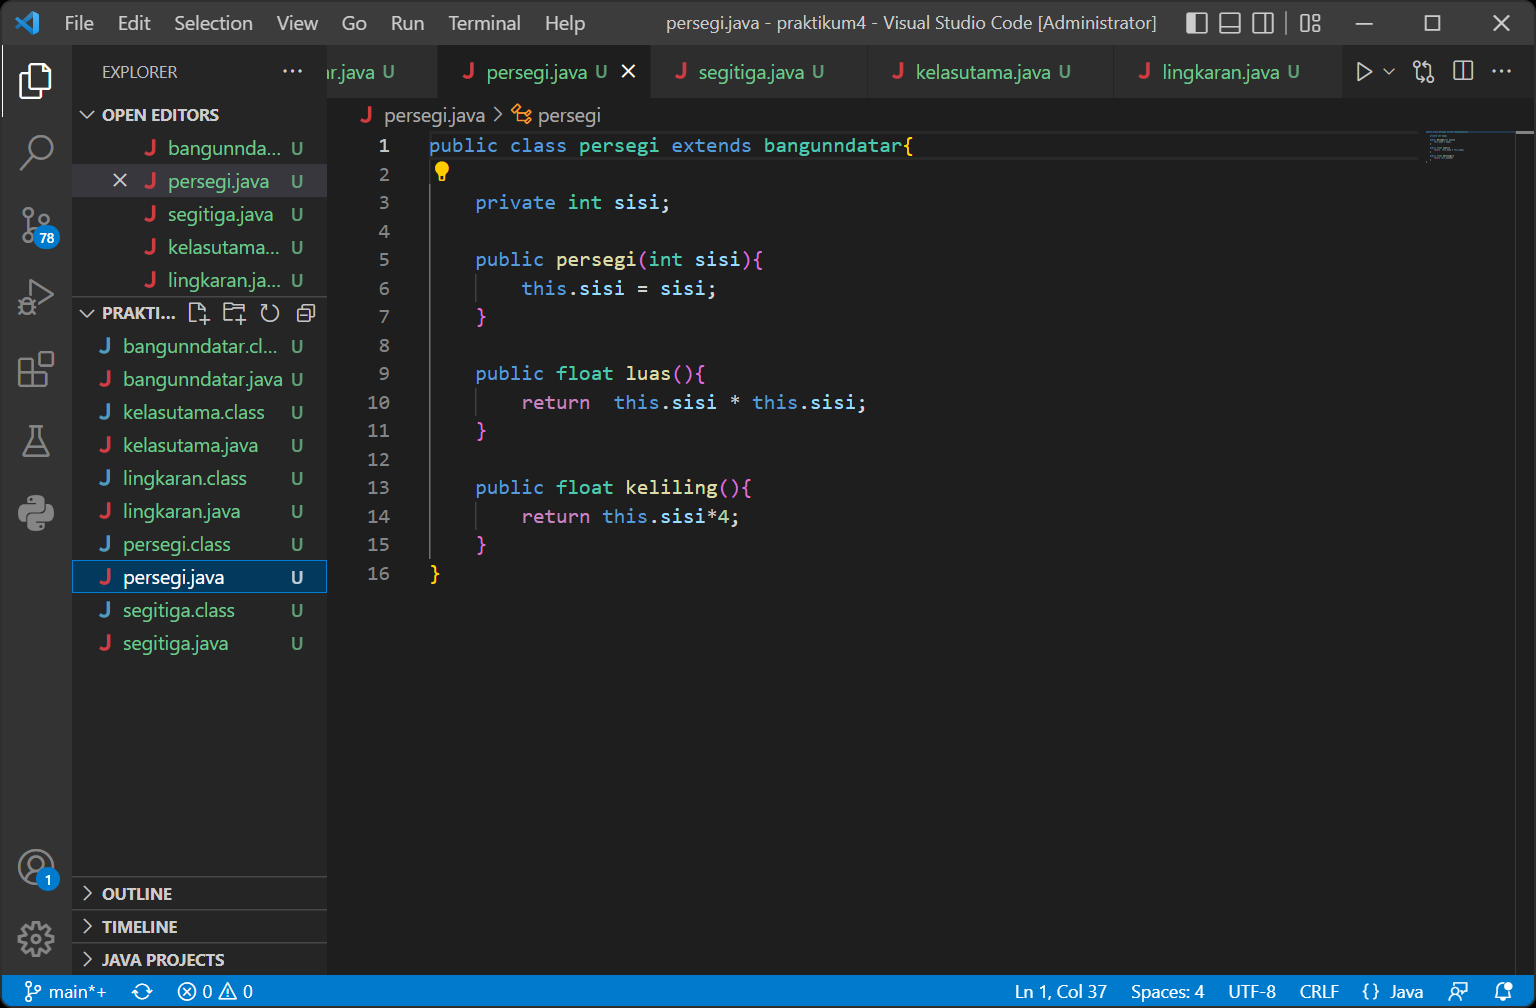 File Edit Selection View Go Run Terminal Help persegi.java - praktikum4 - Visual Studio Code [Administrator]
EXPLORER
ar.java U persegi.java U segitiga.java U kelasutama.java U lingkaran.java U
OPEN EDITORS
bangunnda... U
persegi.java U
segitiga.java U
kelasutama... U
lingkaran.ja... U
78
PRAKTI...
bangunndatar.cl... U
bangunndatar.java U
kelasutama.class U
kelasutama.java U
lingkaran.class U
lingkaran.java U
persegi.class U
persegi.java U
segitiga.class U
segitiga.java U
1
OUTLINE
TIMELINE
JAVA PROJECTS
persegi.java > persegi
1 public class persegi extends bangunndatar{
2
3 private int sisi;
4
5 public persegi(int sisi){
6 this.sisi = sisi;
7 }
8
9 public float luas(){
10 return  this.sisi * this.sisi;
11 }
12
13 public float keliling(){
14 return this.sisi*4;
15 }
16 }
main*+ 0 0 Ln 1, Col 37 Spaces: 4 UTF-8 CRLF {} Java